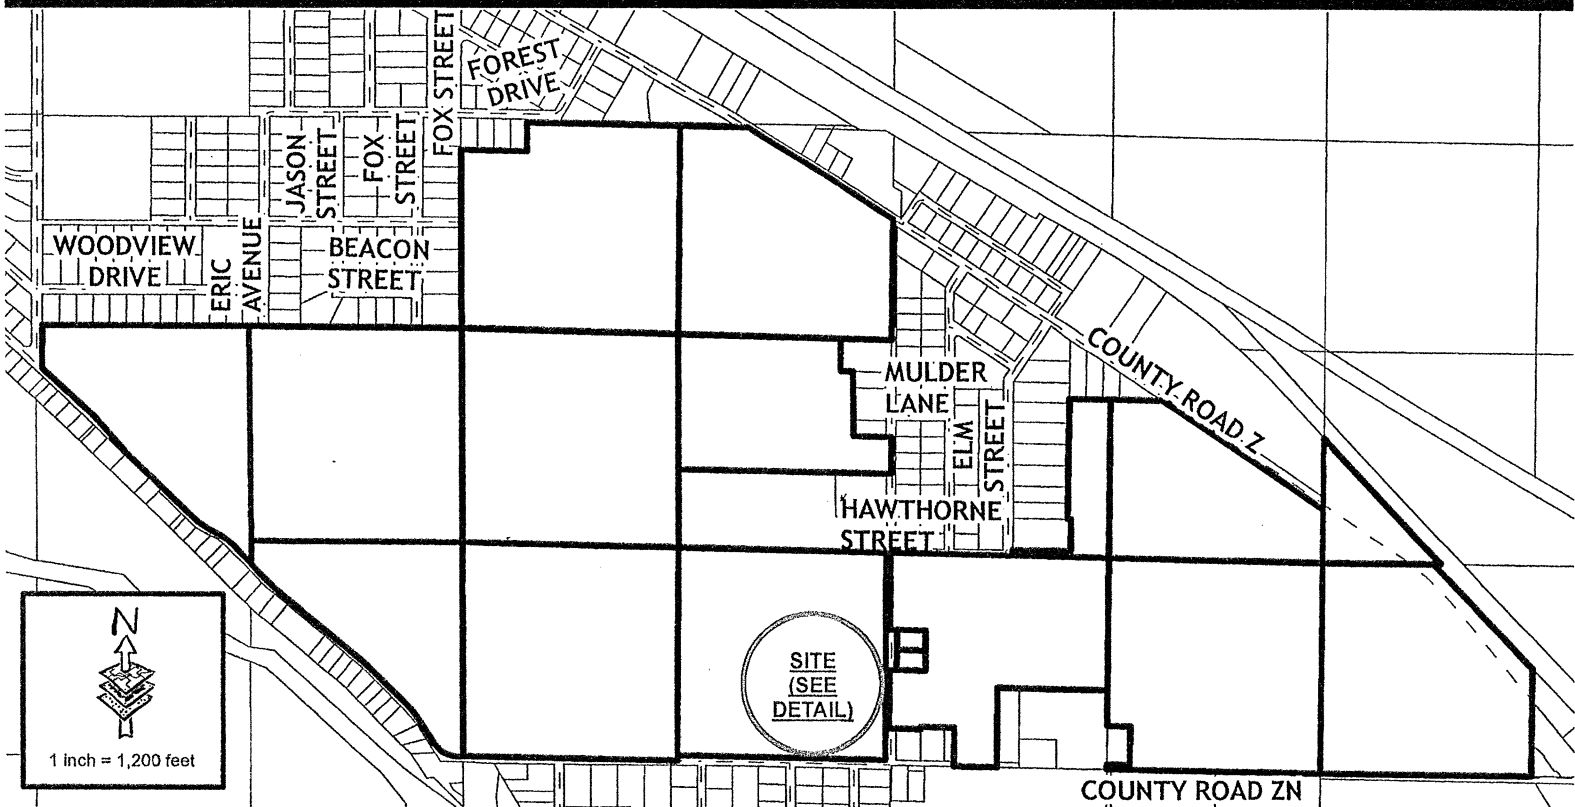 FOX STREET
FOREST
DRIVE
JASON
STREET
FOX
STREET
WOODVIEW
DRIVE
ERIC
AVENUE
BEACON
STREET
MULDER
LANE
ELM
STREET
COUNTY ROAD Z
HAWTHORNE
STREET
N
1 inch = 1,200 feet
SITE
(SEE
DETAIL)
COUNTY ROAD ZN